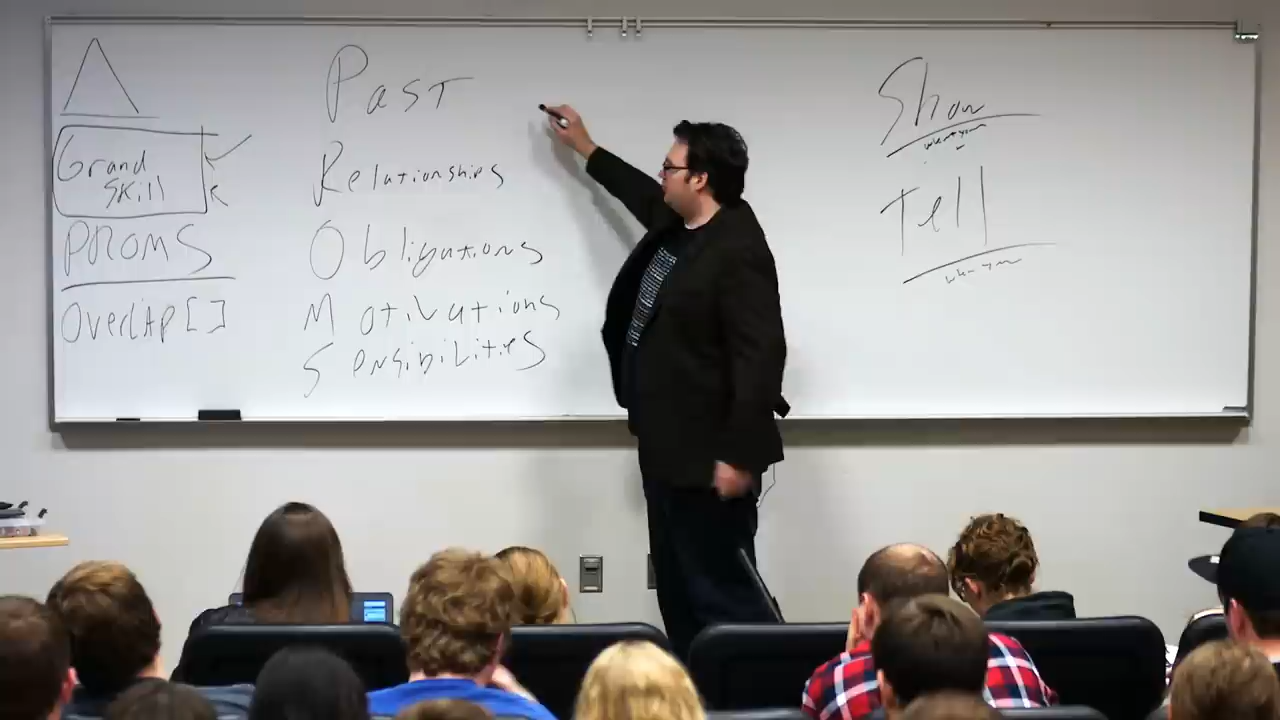 Grand
Skill
PROMS
OverlAp[]
Past
Relationships
Obligations
Motivations
Sensibilities
Show
Tell